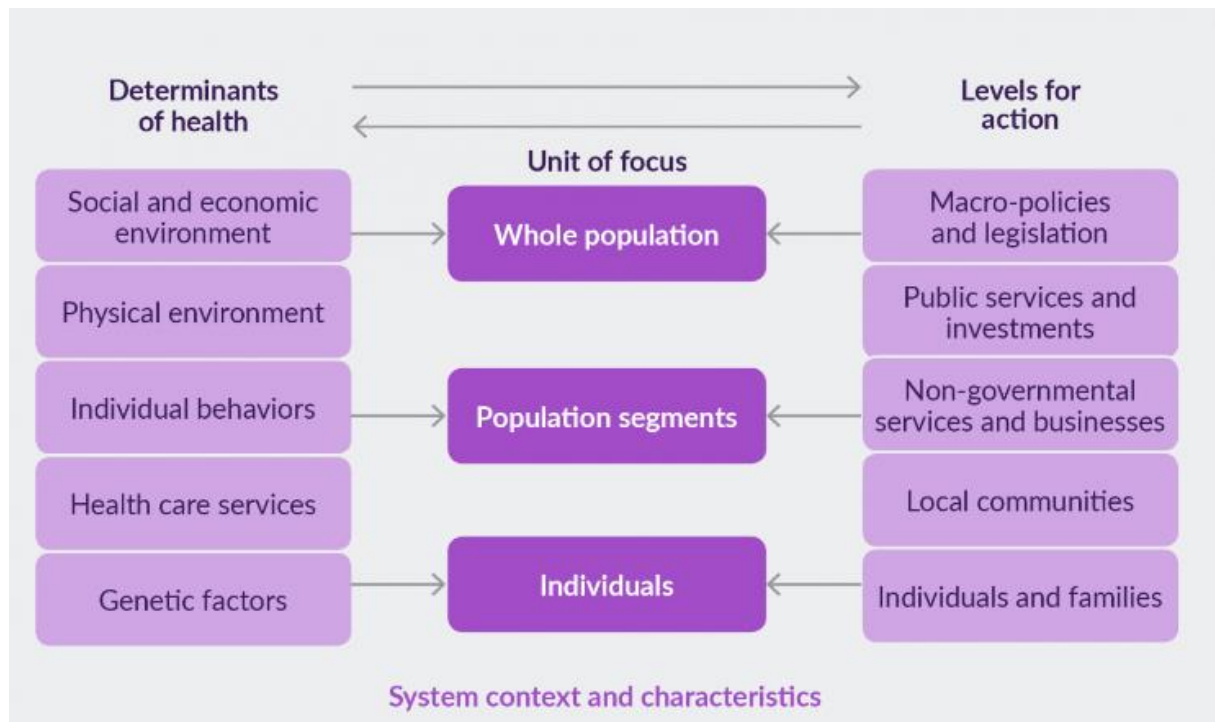 Determinants
of health
Social and economic
environment
Physical environment
Individual behaviors
Health care services
Genetic factors
Unit of focus
Whole population
Population segments
Individuals
Levels for
action
Macro-policies
and legislation
Public services and
investments
Non-governmental
services and businesses
Local communities
Individuals and families
System context and characteristics